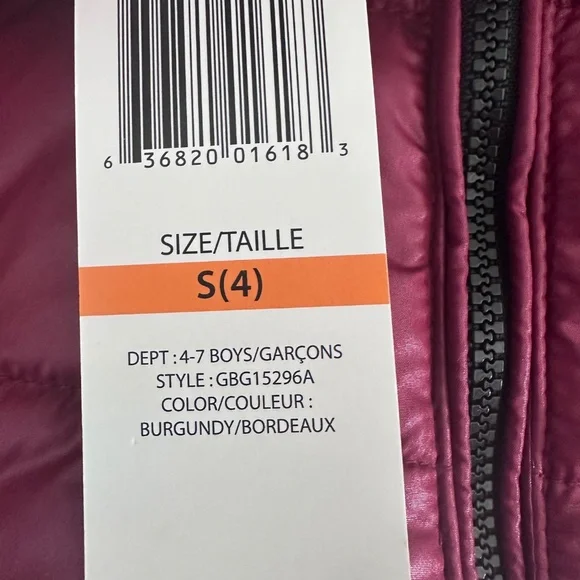 6 36820 01618 3
SIZE/TAILLE
S(4)
DEPT : 4-7 BOYS/GARÇONS
STYLE : GBG15296A
COLOR/COULEUR :
BURGUNDY/BORDEAUX